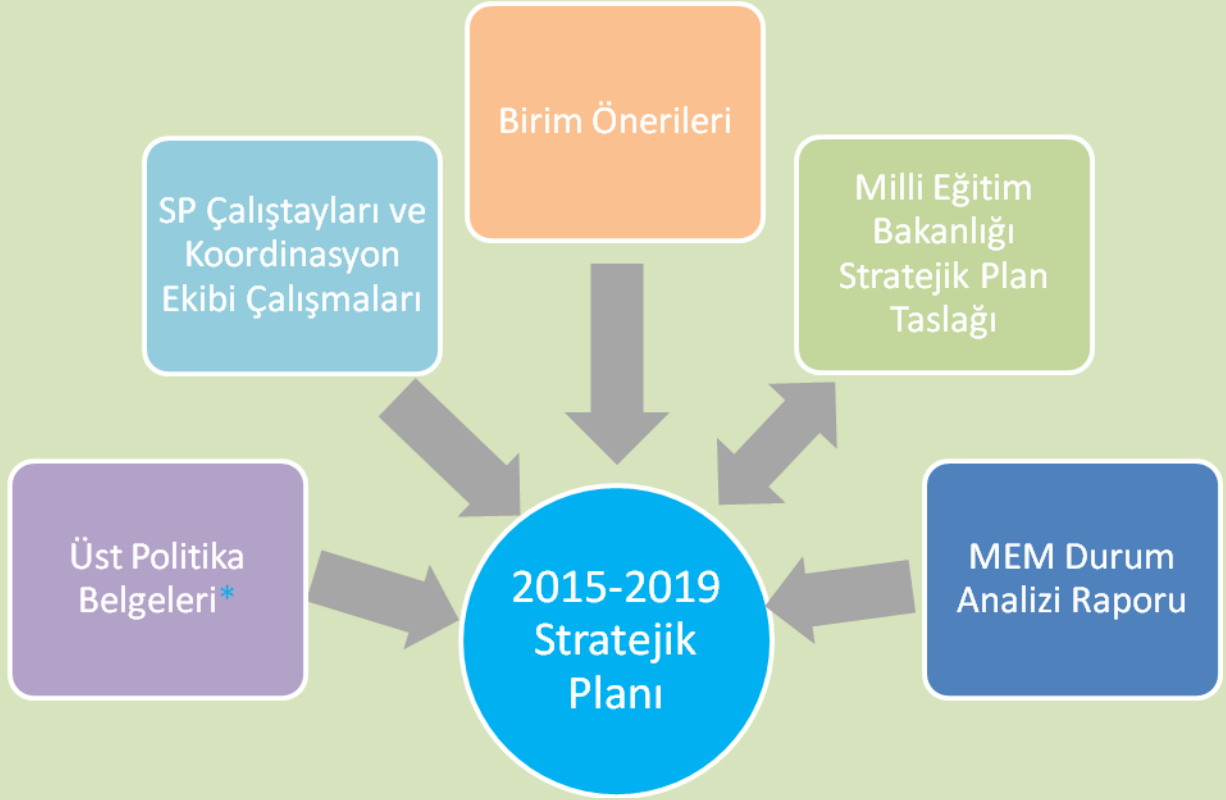 Birim Önerileri
SP Çalıştayları ve
Koordinasyon
Ekibi Çalışmaları
Milli Eğitim
Bakanlığı
Stratejik Plan
Taslağı
Üst Politika
Belgeleri*
MEM Durum
Analizi Raporu
2015-2019
Stratejik
Planı